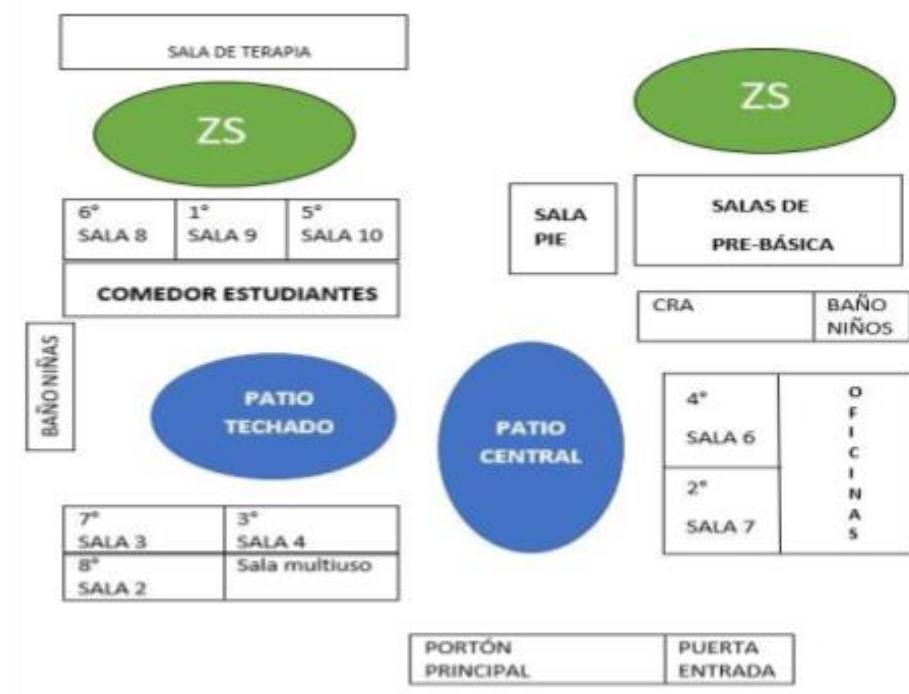 SALA DE TERAPIA
ZS
ZS
6°
SALA 8
1°
SALA 9
5°
SALA 10
SALA
PIE
SALAS DE
PRE-BÁSICA
COMEDOR ESTUDIANTES
CRA
BAÑO
NIÑOS
BAÑO NIÑAS
PATIO
TECHADO
PATIO
CENTRAL
4°
SALA 6
2°
SALA 7
OFICINAS
7°
SALA 3
3°
SALA 4
8°
SALA 2
Sala multiuso
PORTÓN
PRINCIPAL
PUERTA
ENTRADA